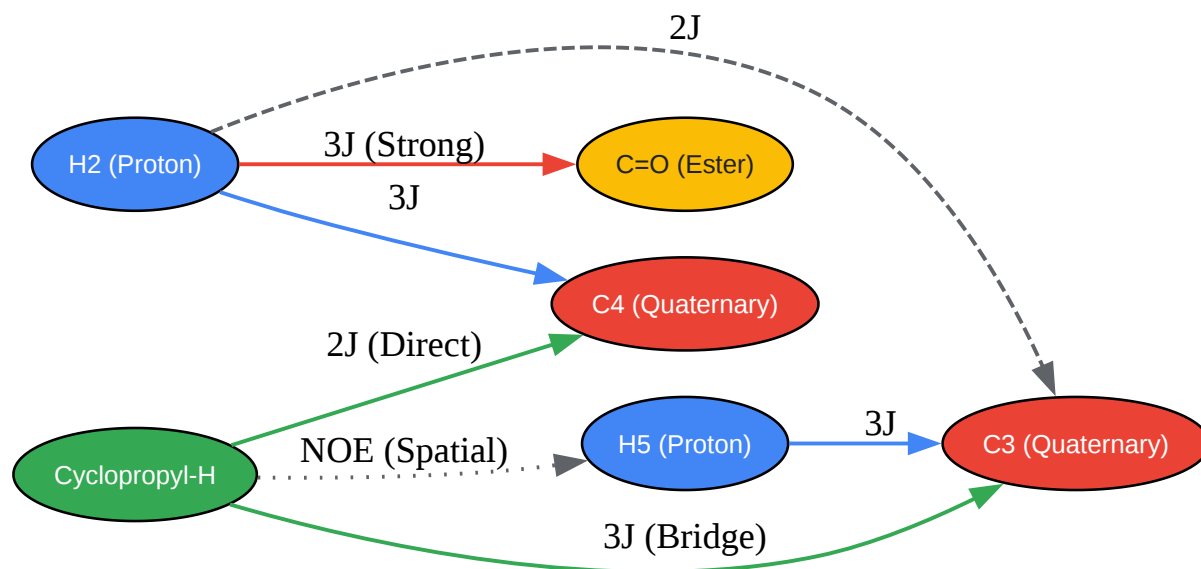 2J
H2 (Proton)
3J (Strong)
C=O (Ester)
3J
C4 (Quaternary)
2J (Direct)
Cyclopropyl-H
NOE (Spatial)
H5 (Proton)
3J
C3 (Quaternary)
3J (Bridge)